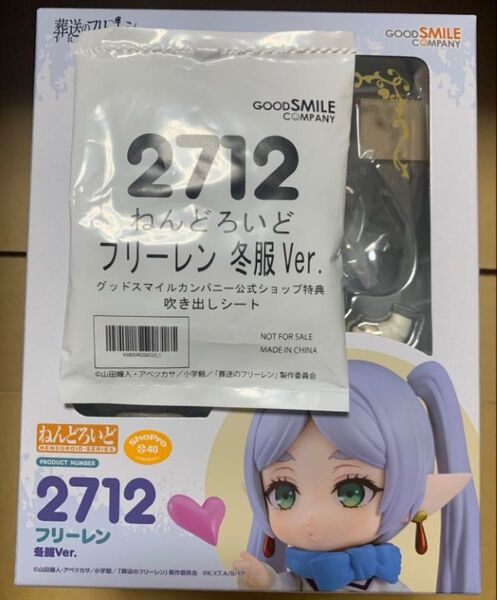 葬送のフリーレン
GOOD SMILE
COMPANY
GOOD SMILE
COMPANY
2712
ねんどろいど
フリーレン 冬服 Ver.
グッドスマイルカンパニー公式ショップ特典
吹き出しシート
NOT FOR SALE
MADE IN CHINA
©山田鐘人・アベツカサ／小学館／「葬送のフリーレン」製作委員会
ねんどろいど
NENDOROID-SERIES
ShoPro
40
PRODUCT NUMBER
2712
フリーレン
冬服Ver.
©山田鐘人・アベツカサ／小学館／「葬送のフリーレン」製作委員会 ©K.Y,T.A/S/FP